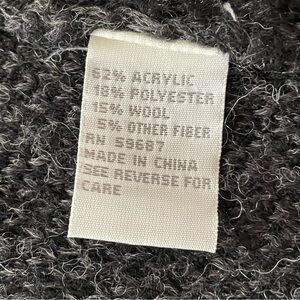 62% ACRYLIC
18% POLYESTER
15% WOOL
5% OTHER FIBER
RN 59687
MADE IN CHINA
SEE REVERSE FOR
CARE